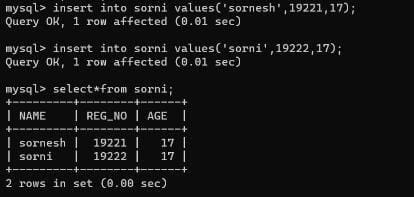 mysql> insert into sorni values('sornesh',19221,17);
Query OK, 1 row affected (0.01 sec)
mysql> insert into sorni values('sorni',19222,17);
Query OK, 1 row affected (0.01 sec)
mysql> select*from sorni;
+---------+--------+------+
| NAME    | REG_NO | AGE  |
+---------+--------+------+
| sornesh |  19221 |   17 |
| sorni   |  19222 |   17 |
+---------+--------+------+
2 rows in set (0.00 sec)